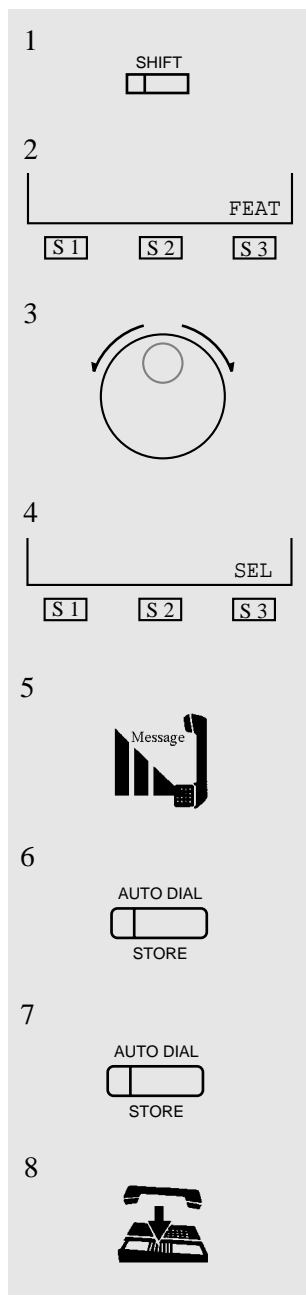 1
SHIFT
2
FEAT
S 1 S 2 S 3
3
4
SEL
S 1 S 2 S 3
5
Message
6
AUTO DIAL
STORE
7
AUTO DIAL
STORE
8